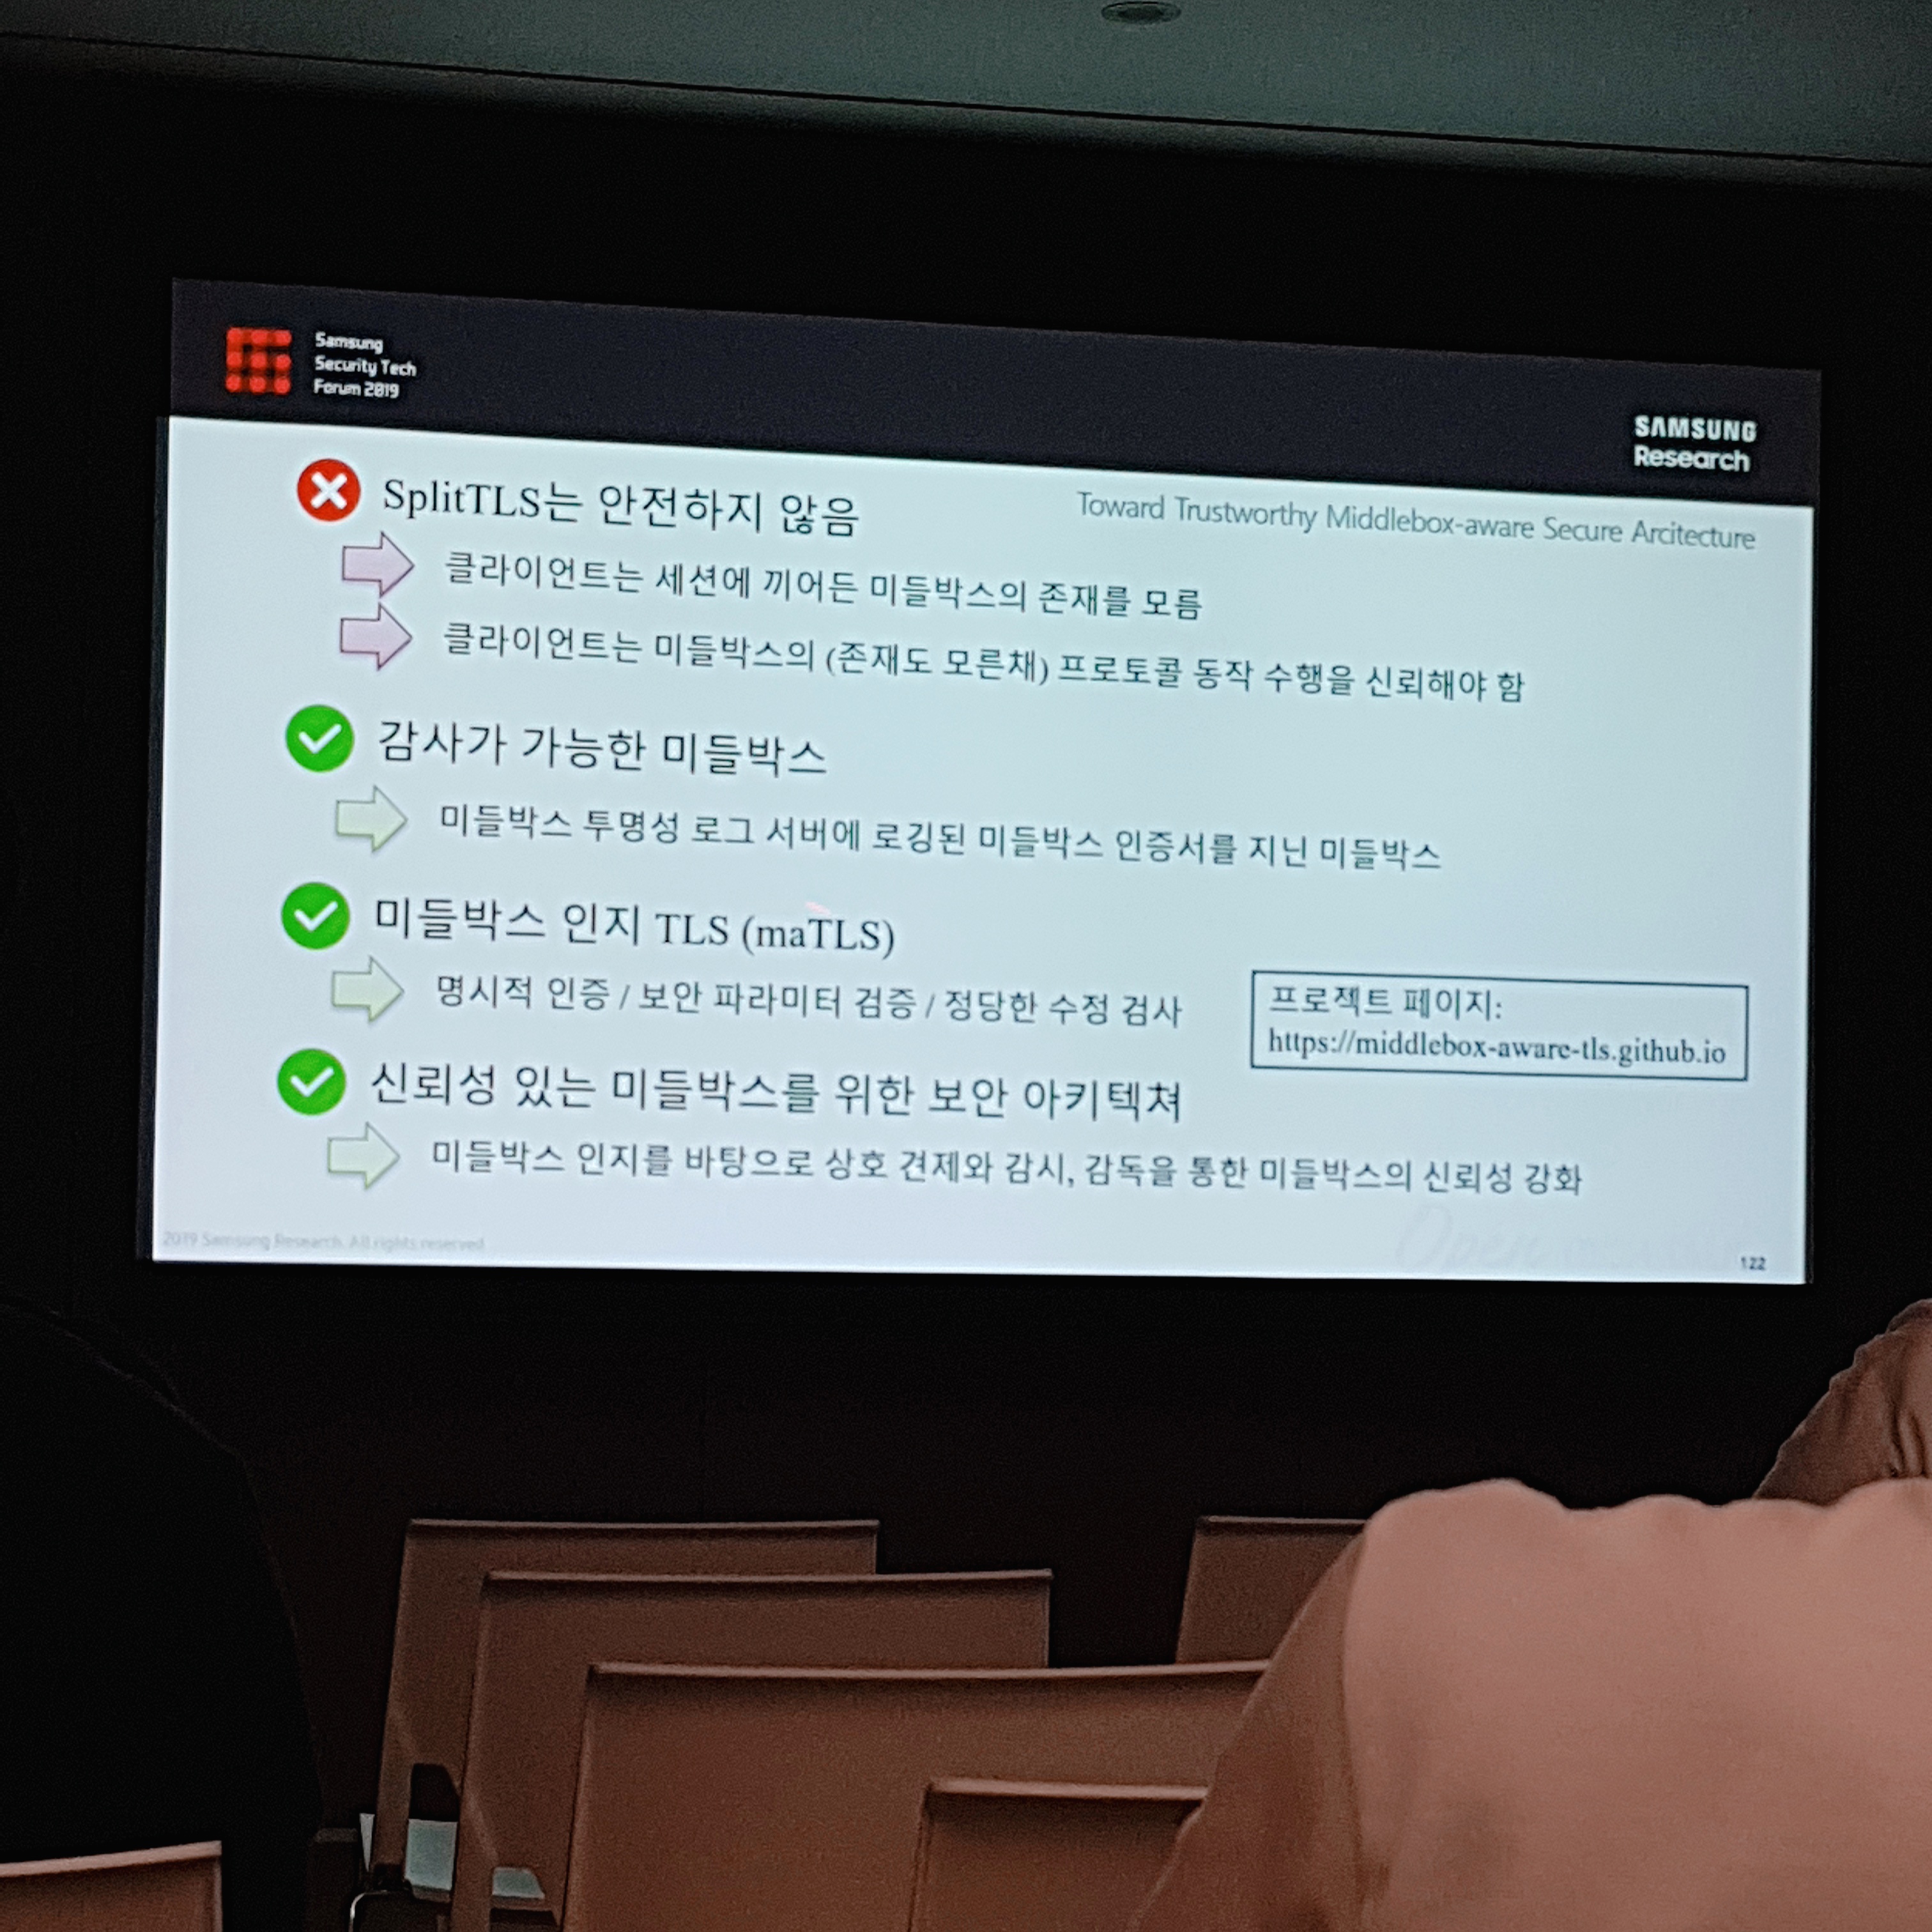 Samsung
Security Tech
Forum 2019
SAMSUNG
Research
Toward Trustworthy Middlebox-aware Secure Arcitecture
SplitTLS는 안전하지 않음
클라이언트는 세션에 끼어든 미들박스의 존재를 모름
클라이언트는 미들박스의 (존재도 모른채) 프로토콜 동작 수행을 신뢰해야 함
감사가 가능한 미들박스
미들박스 투명성 로그 서버에 로깅된 미들박스 인증서를 지닌 미들박스
미들박스 인지 TLS (maTLS)
명시적 인증 / 보안 파라미터 검증 / 정당한 수정 검사
프로젝트 페이지:
https://middlebox-aware-tls.github.io
신뢰성 있는 미들박스를 위한 보안 아키텍쳐
미들박스 인지를 바탕으로 상호 견제와 감시, 감독을 통한 미들박스의 신뢰성 강화
2019 Samsung Research. All rights reserved
Open
122